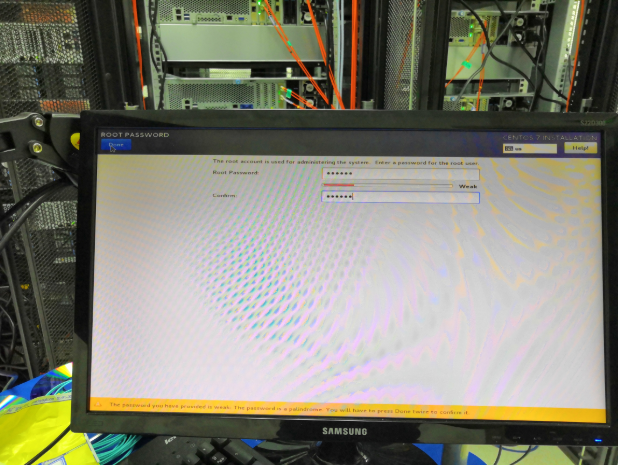 ROOT PASSWORD
CENTOS 7 INSTALLATION
Done
us
Help!
The root account is used for administering the system. Enter a password for the root user.
Root Password:
••••••
Weak
Confirm:
••••••
The password you have provided is weak. The password is a palindrome. You will have to press Done twice to confirm it.
SAMSUNG